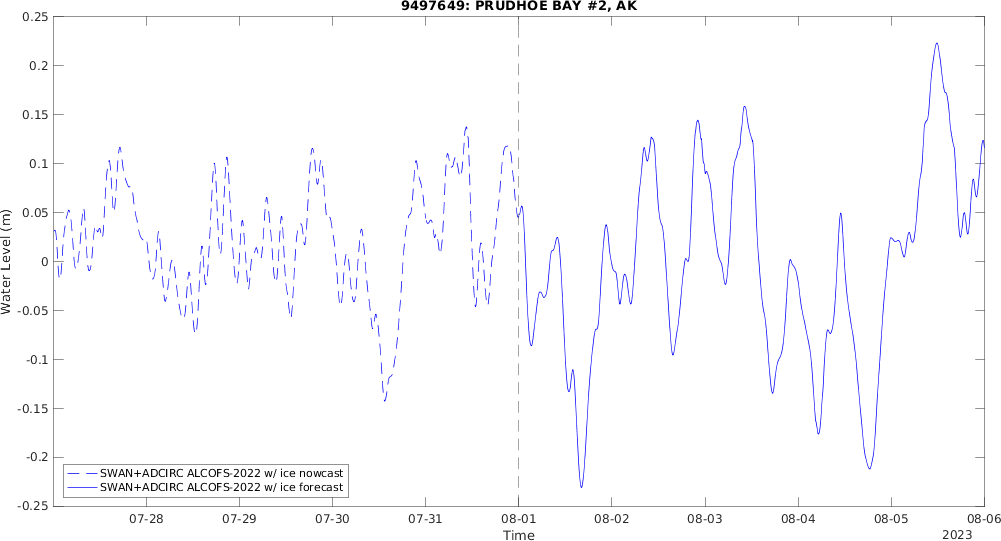 9497649: PRUDHOE BAY #2, AK
0.25
0.2
0.15
0.1
0.05
0
-0.05
-0.1
-0.15
-0.2
-0.25
Water Level (m)
SWAN+ADCIRC ALCOFS-2022 w/ ice nowcast
SWAN+ADCIRC ALCOFS-2022 w/ ice forecast
07-28 07-29 07-30 07-31 08-01 08-02 08-03 08-04 08-05 08-06
Time
2023